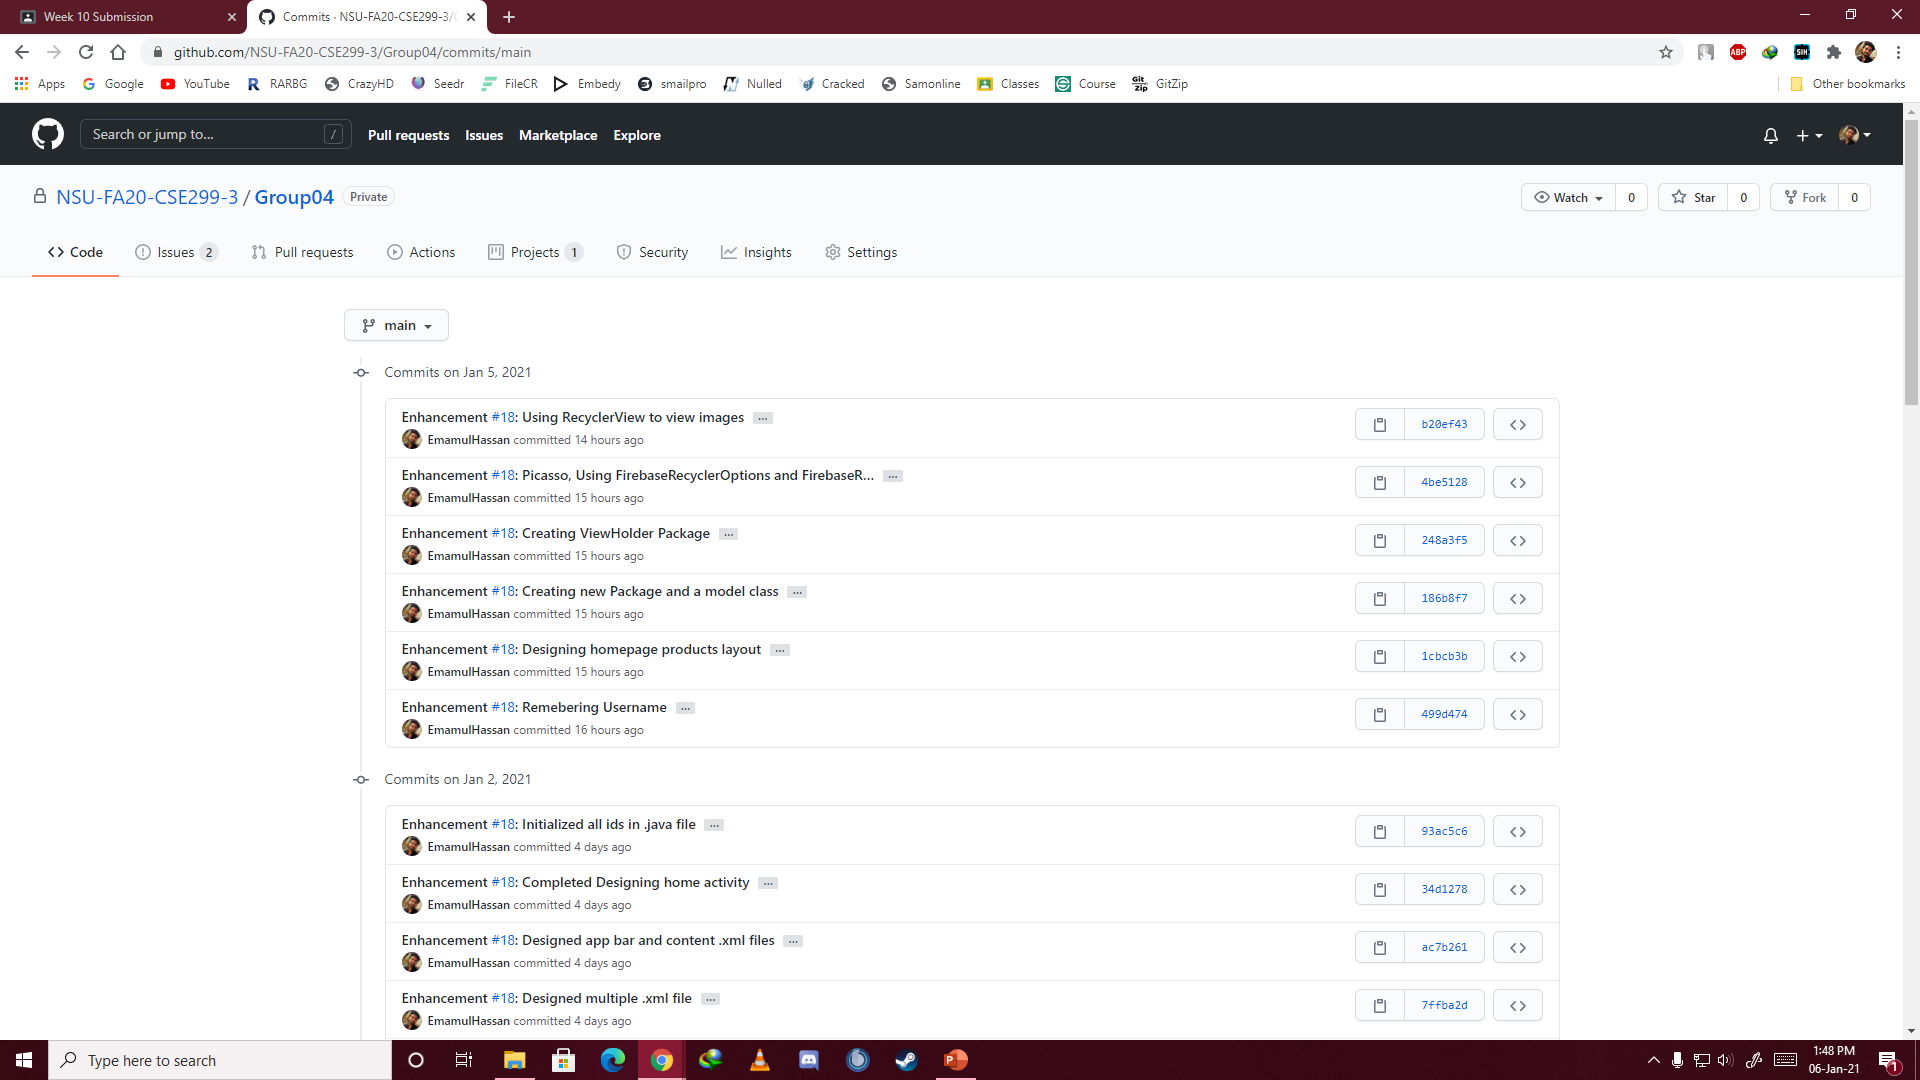 Week 10 Submission
Commits · NSU-FA20-CSE299-3/G
github.com/NSU-FA20-CSE299-3/Group04/commits/main
Apps Google YouTube RARBG CrazyHD Seedr FileCR Embedy smailpro Nulled Cracked Samonline Classes Course GitZip Other bookmarks
Search or jump to... / Pull requests Issues Marketplace Explore
NSU-FA20-CSE299-3 / Group04 Private Watch 0 Star 0 Fork 0
Code Issues 2 Pull requests Actions Projects 1 Security Insights Settings
main
Commits on Jan 5, 2021
Enhancement #18: Using RecyclerView to view images ...
EmamulHassan committed 14 hours ago
b20ef43
Enhancement #18: Picasso, Using FirebaseRecyclerOptions and FirebaseR... ...
EmamulHassan committed 15 hours ago
4be5128
Enhancement #18: Creating ViewHolder Package ...
EmamulHassan committed 15 hours ago
248a3f5
Enhancement #18: Creating new Package and a model class ...
EmamulHassan committed 15 hours ago
186b8f7
Enhancement #18: Designing homepage products layout ...
EmamulHassan committed 15 hours ago
1cbcb3b
Enhancement #18: Remebering Username ...
EmamulHassan committed 16 hours ago
499d474
Commits on Jan 2, 2021
Enhancement #18: Initialized all ids in .java file ...
EmamulHassan committed 4 days ago
93ac5c6
Enhancement #18: Completed Designing home activity ...
EmamulHassan committed 4 days ago
34d1278
Enhancement #18: Designed app bar and content .xml files ...
EmamulHassan committed 4 days ago
ac7b261
Enhancement #18: Designed multiple .xml file ...
EmamulHassan committed 4 days ago
7ffba2d
Type here to search
1:48 PM
06-Jan-21
1